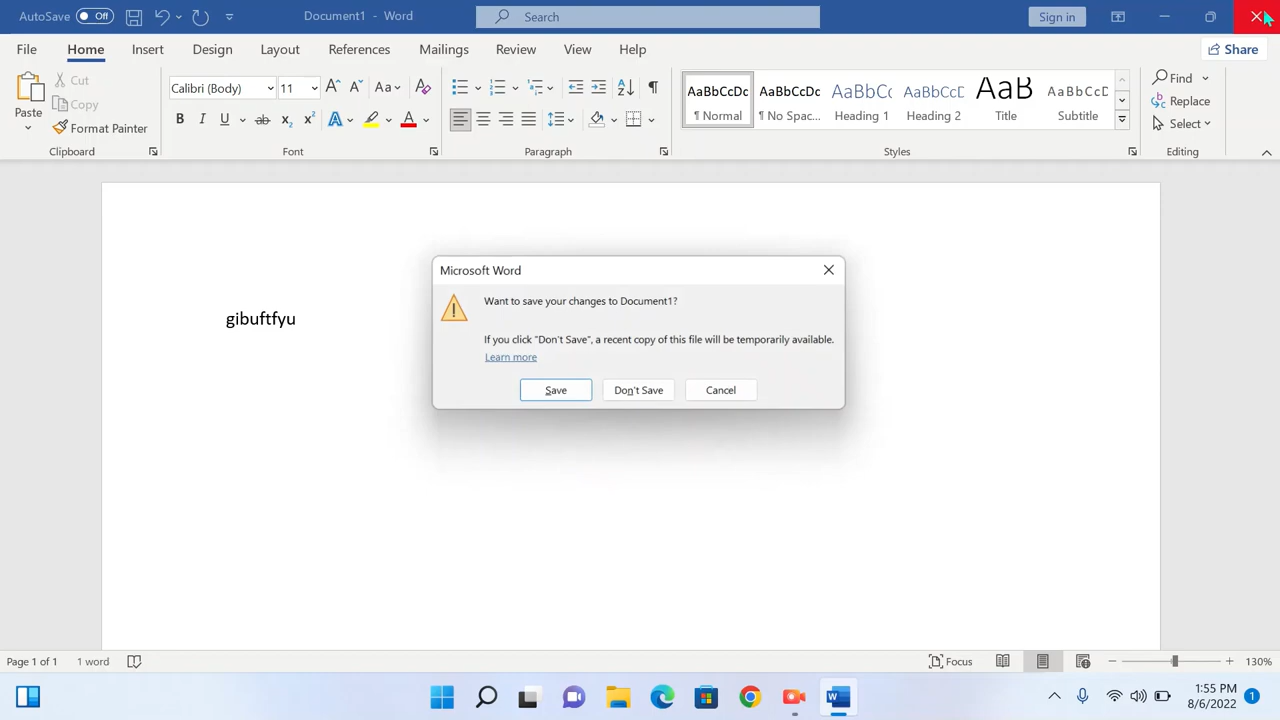 AutoSave Off Document1 - Word Search Sign in
File Home Insert Design Layout References Mailings Review View Help Share
Paste Cut Copy Format Painter Clipboard
Calibri (Body) 11 Aa Font
Paragraph
AaBbCcDc ¶ Normal
AaBbCcDc ¶ No Spac...
AaBbCc Heading 1
AaBbCcD Heading 2
AaB Title
AaBbCcD Subtitle
Styles
Find
Replace
Select
Editing
gibuftfyu
Microsoft Word
Want to save your changes to Document1?
If you click "Don't Save", a recent copy of this file will be temporarily available.
Learn more
Save Don't Save Cancel
Page 1 of 1 1 word Focus 130%
1:55 PM
8/6/2022
1